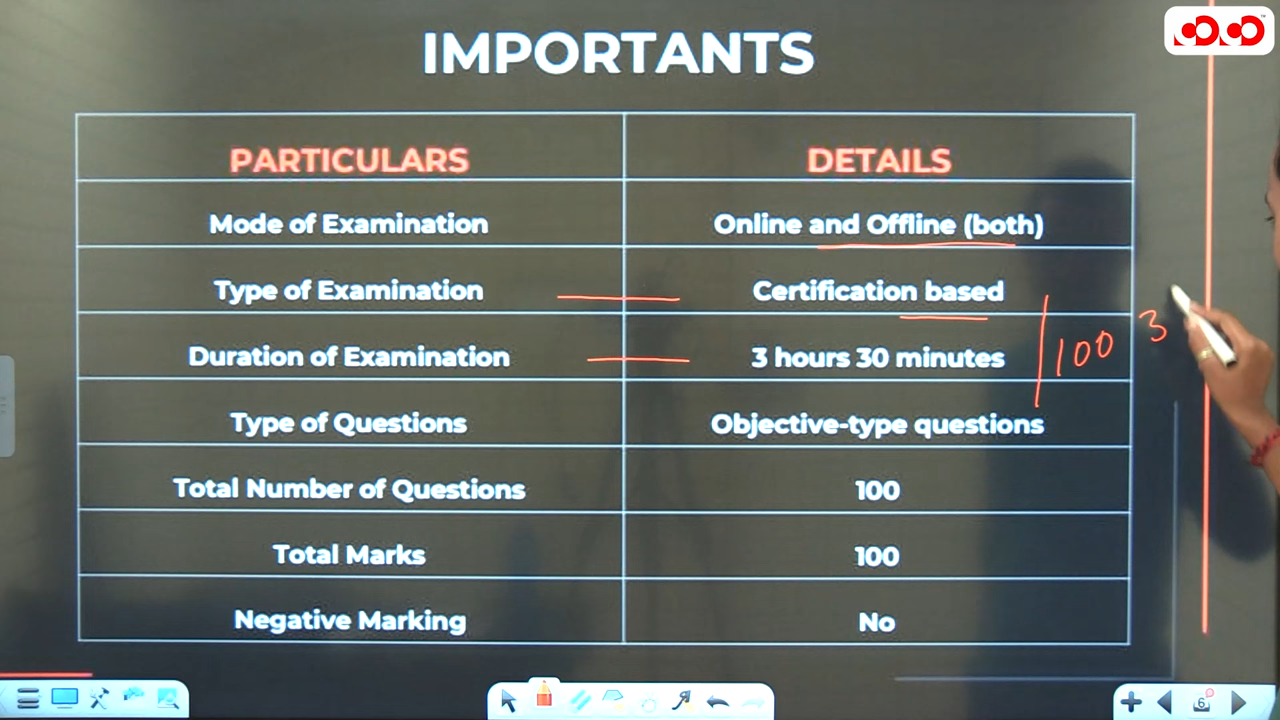 IMPORTANTS
PARTICULARS DETAILS
Mode of Examination Online and Offline (both)
Type of Examination Certification based
Duration of Examination 3 hours 30 minutes
100 3
Type of Questions Objective-type questions
Total Number of Questions 100
Total Marks 100
Negative Marking No
6